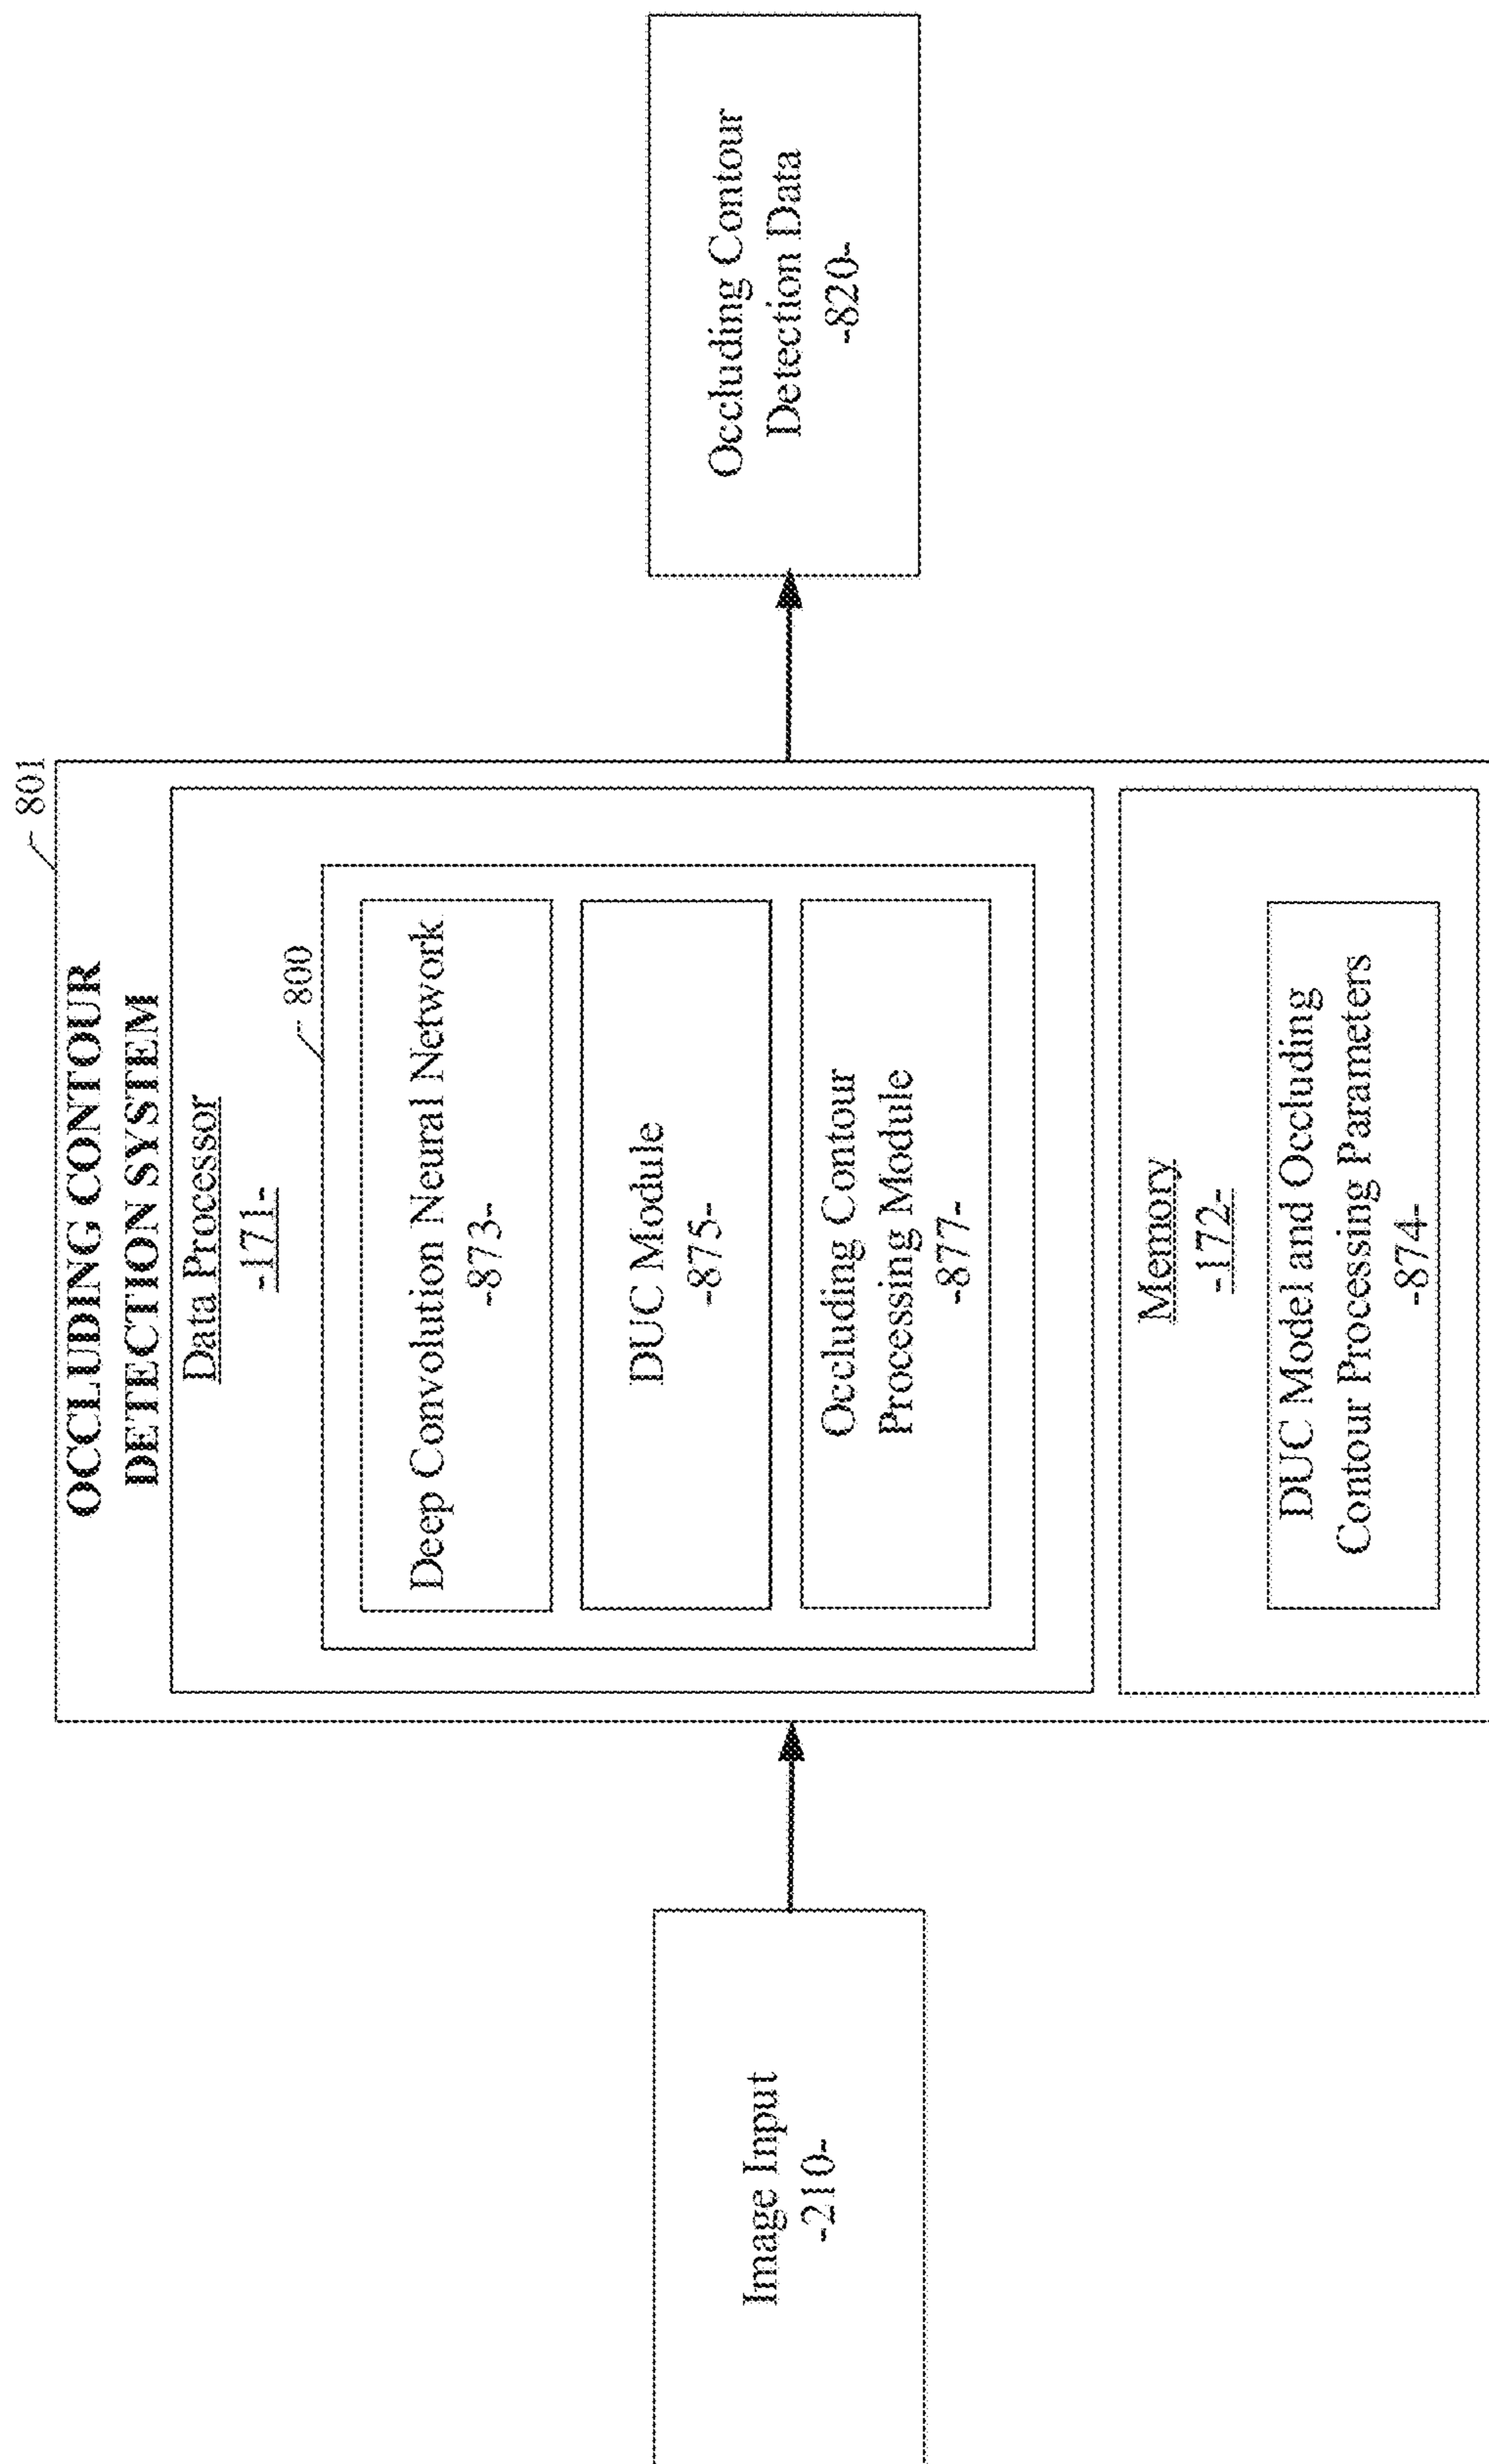 Image Input
-210-
801
OCCLUDING CONTOUR
DETECTION SYSTEM
Data Processor
-171-
800
Deep Convolution Neural Network
-873-
DUC Module
-875-
Occluding Contour
Processing Module
-877-
Memory
-172-
DUC Model and Occluding
Contour Processing Parameters
-874-
Occluding Contour
Detection Data
-820-